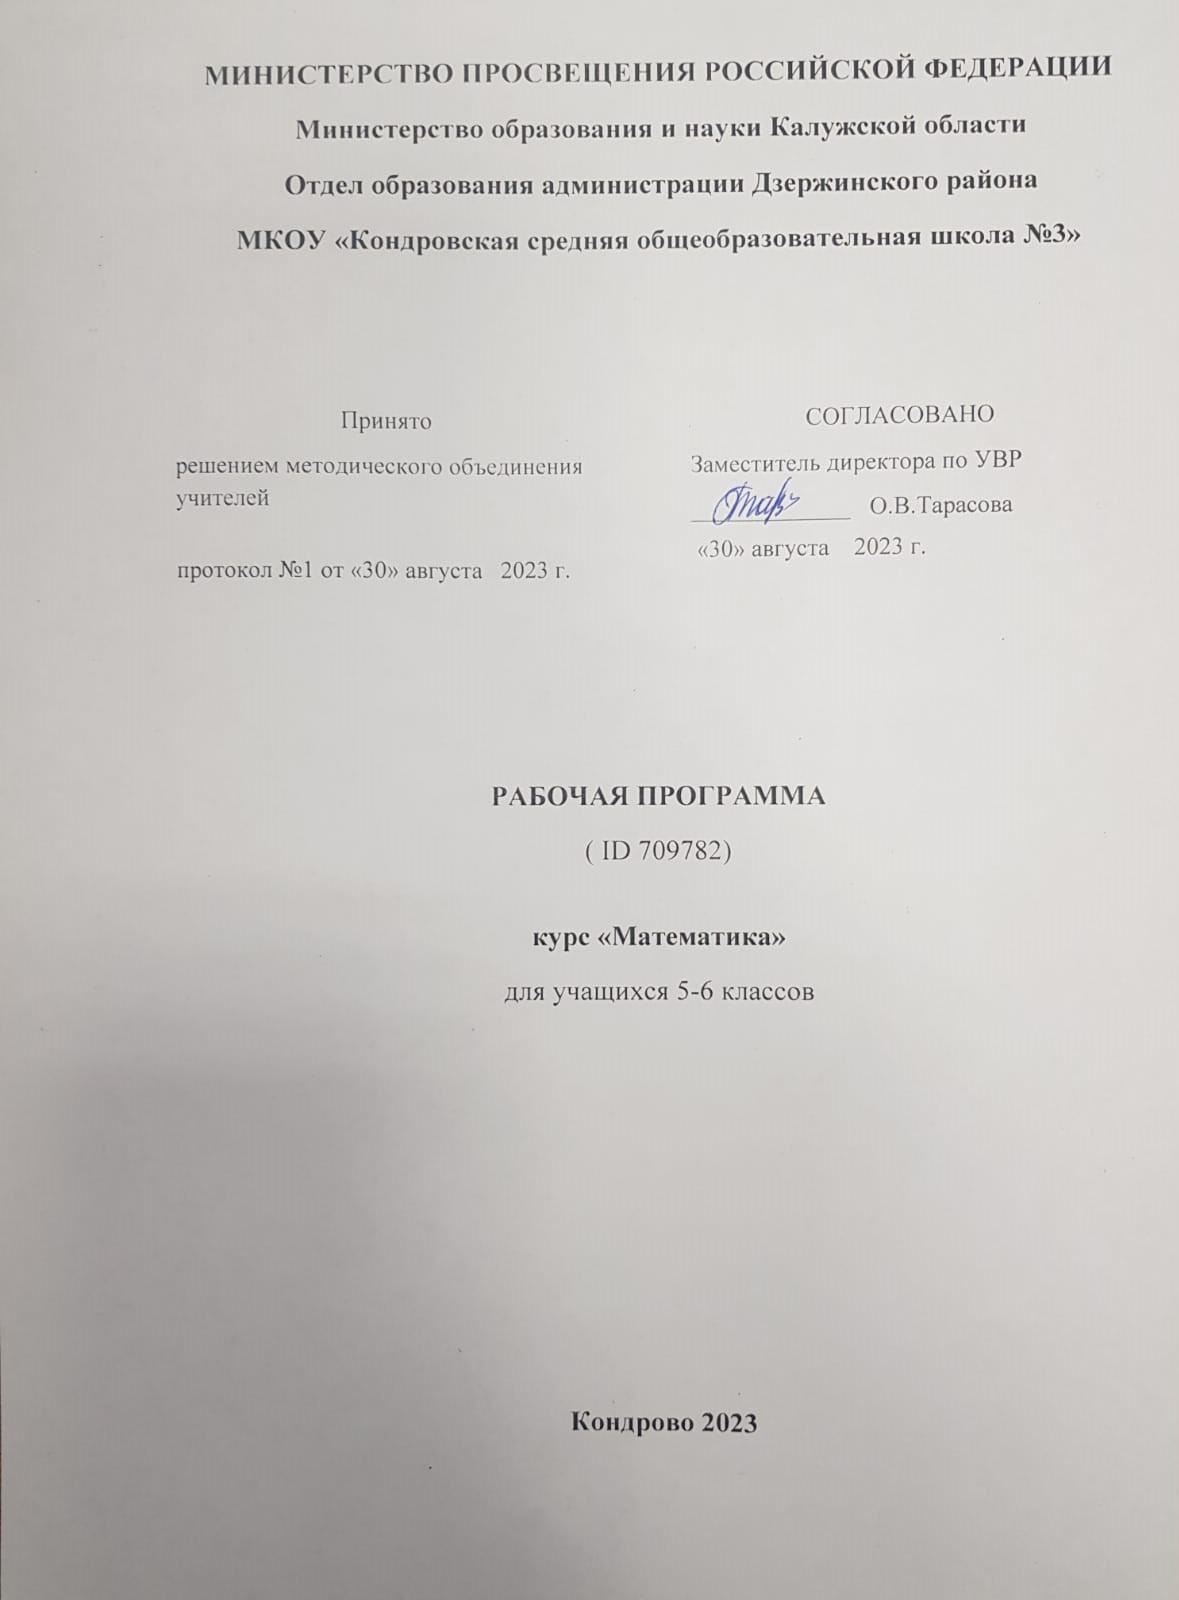 МИНИСТЕРСТВО ПРОСВЕЩЕНИЯ РОССИЙСКОЙ ФЕДЕРАЦИИ
Министерство образования и науки Калужской области
Отдел образования администрации Дзержинского района
МКОУ «Кондровская средняя общеобразовательная школа №3»
Принято
решением методического объединения
учителей
протокол №1 от «30» августа 2023 г.
СОГЛАСОВАНО
Заместитель директора по УВР
О.В.Тарасова
«30» августа 2023 г.
РАБОЧАЯ ПРОГРАММА
( ID 709782)
курс «Математика»
для учащихся 5-6 классов
Кондрово 2023